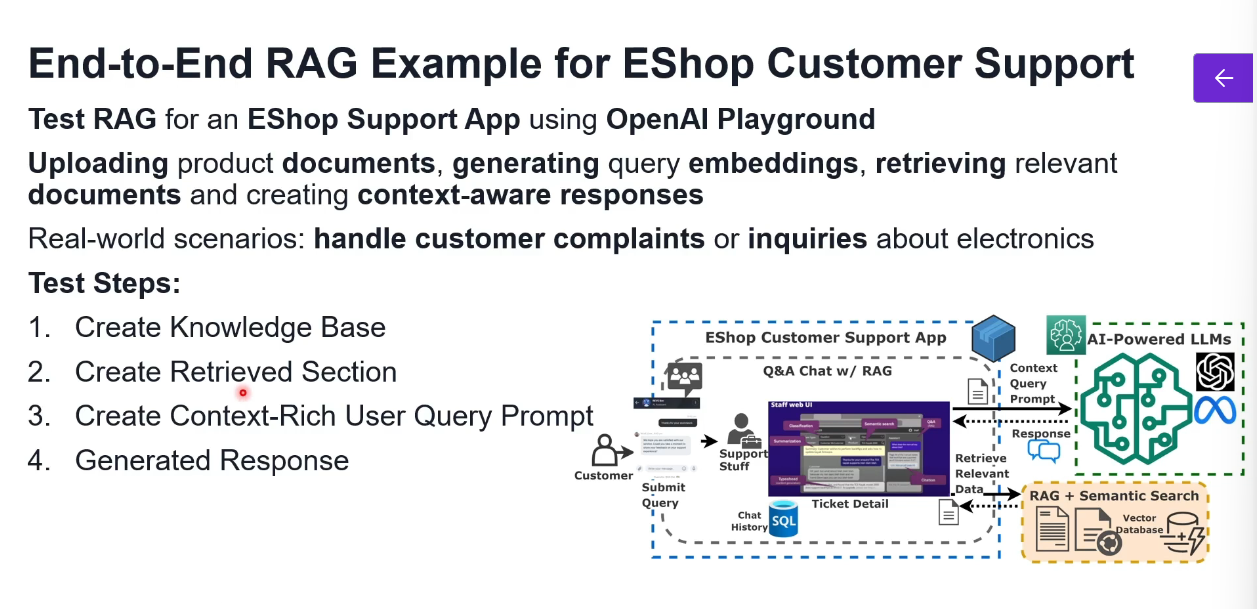 End-to-End RAG Example for EShop Customer Support
Test RAG for an EShop Support App using OpenAI Playground
Uploading product documents, generating query embeddings, retrieving relevant
documents and creating context-aware responses
Real-world scenarios: handle customer complaints or inquiries about electronics
Test Steps:
1. Create Knowledge Base
2. Create Retrieved Section
3. Create Context-Rich User Query Prompt
4. Generated Response
EShop Customer Support App
Q&A Chat w/ RAG
Customer
Submit
Query
Support
Stuff
Staff web UI
Classification
Semantic search
Summarization
Ticket Detail
Chat
History
SQL
Context
Query
Prompt
Response
Retrieve
Relevant
Data
AI-Powered LLMs
RAG + Semantic Search
Vector
Database